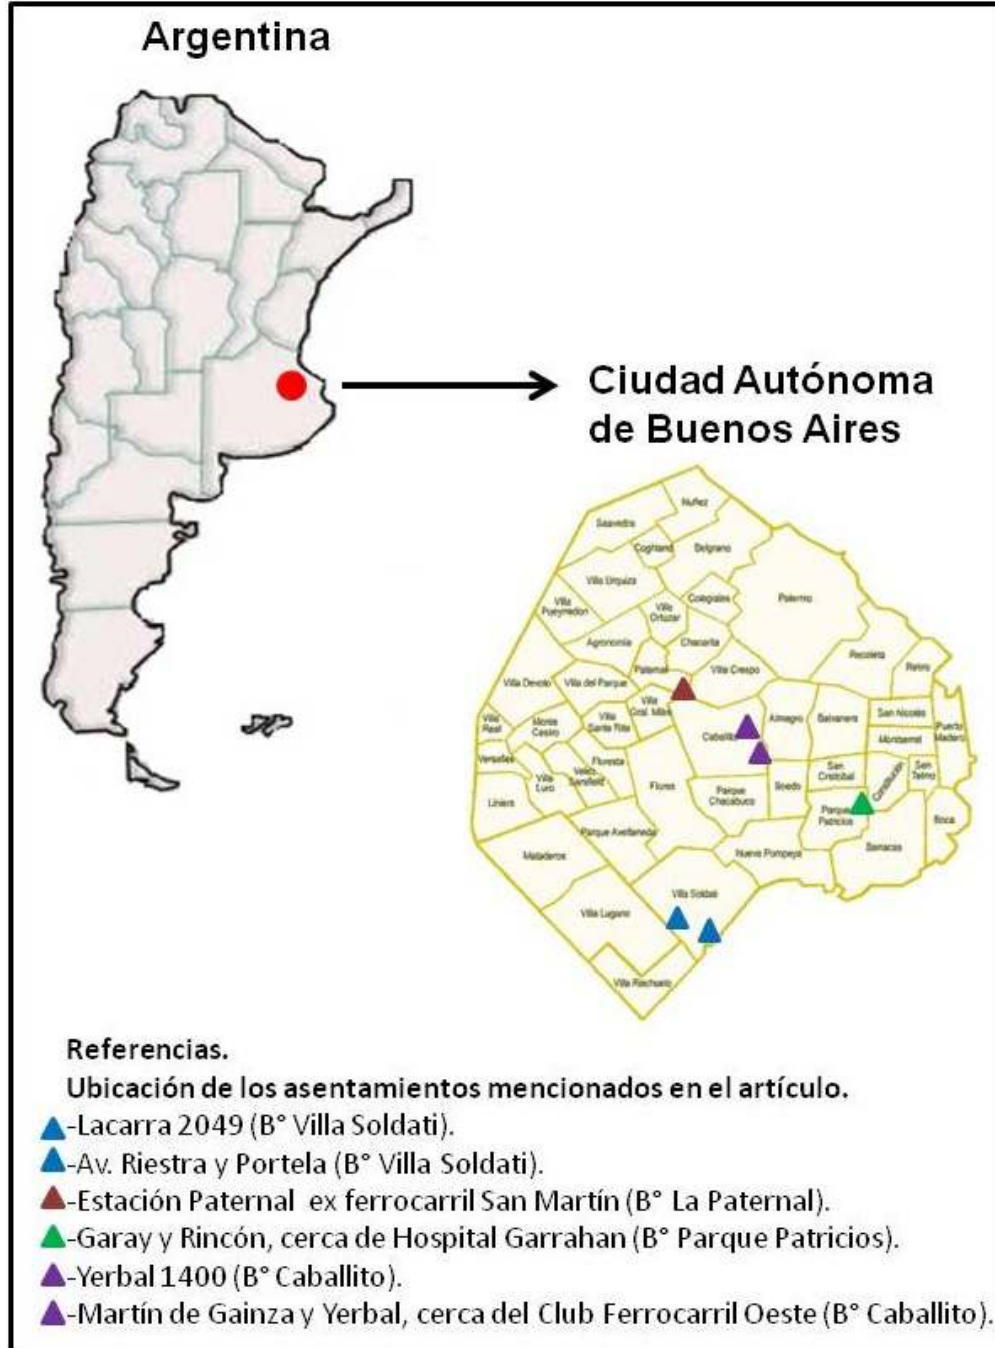 Argentina
Ciudad Autónoma
de Buenos Aires
Nuñez
Saavedra
Coghland
Belgrano
Villa Urquiza
Villa
Pueyrredon
Colegiales
Palermo
Villa
Ortuzar
Agronomia
Chacarita
Recoleta
Retiro
Paternal
Villa Crespo
Villa Devoto
Villa del Parque
Villa
Gral. Mitre
Villa
Real
Monte
Castro
Villa
Santa Rita
Caballito
Almagro
Balvanera
San Nicolás
Montserrat
Puerto
Madero
Versalles
Floresta
Velez
Sarsfield
Villa
Luro
Liniers
Flores
Parque
Chacabuco
Boedo
San
Cristobal
Constitución
San
Telmo
Parque
Patricios
Boca
Barracas
Parque Avellaneda
Nueva Pompeya
Mataderos
Villa Soldati
Villa Lugano
Villa Riachuelo
Referencias.
Ubicación de los asentamientos mencionados en el artículo.
-Lacarra 2049 (B° Villa Soldati).
-Av. Riestra y Portela (B° Villa Soldati).
-Estación Paternal ex ferrocarril San Martín (B° La Paternal).
-Garay y Rincón, cerca de Hospital Garrahan (B° Parque Patricios).
-Yerbal 1400 (B° Caballito).
-Martín de Gainza y Yerbal, cerca del Club Ferrocarril Oeste (B° Caballito).